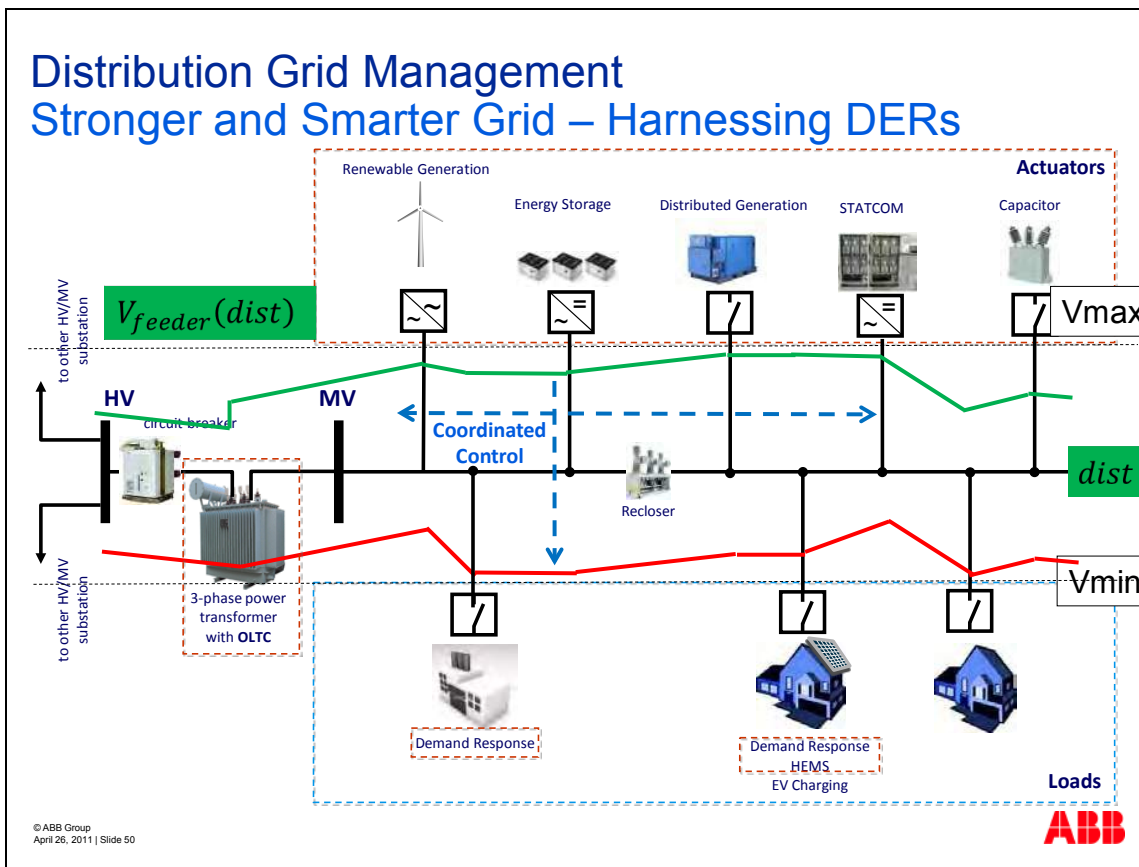 Distribution Grid Management
Stronger and Smarter Grid – Harnessing DERs
Renewable Generation
Actuators
Energy Storage
Distributed Generation
STATCOM
Capacitor
to other HV/MV
substation
V_feeder(dist)
~
~
=
~
=
~
Vmax
HV
MV
circuit-breaker
Coordinated
Control
dist
Recloser
to other HV/MV
substation
3-phase power
transformer
with OLTC
Vmin
Demand Response
Demand Response
HEMS
EV Charging
Loads
© ABB Group
April 26, 2011 | Slide 50
ABB